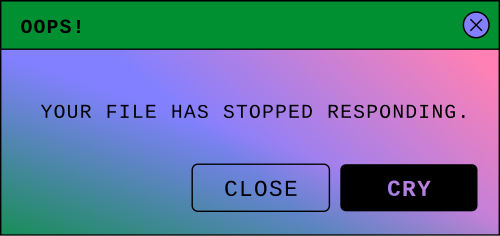 OOPS!
YOUR FILE HAS STOPPED RESPONDING.
CLOSE
CRY